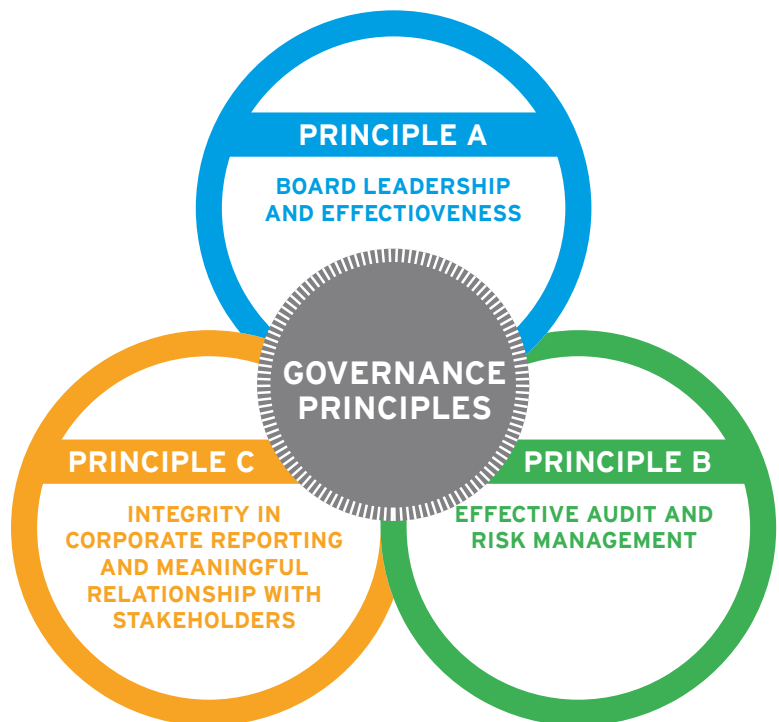 PRINCIPLE A
BOARD LEADERSHIP
AND EFFECTIOVENESS
GOVERNANCE
PRINCIPLES
PRINCIPLE C
INTEGRITY IN
CORPORATE REPORTING
AND MEANINGFUL
RELATIONSHIP WITH
STAKEHOLDERS
PRINCIPLE B
EFFECTIVE AUDIT AND
RISK MANAGEMENT